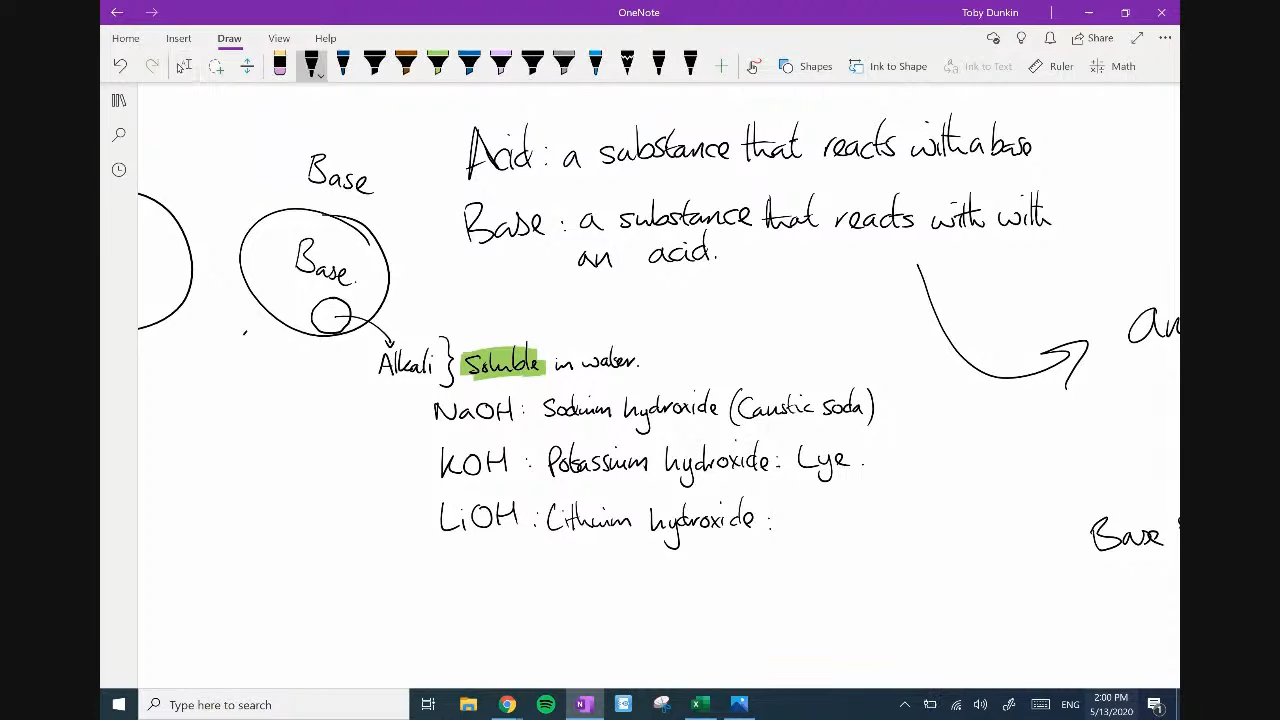 OneNote
Toby Dunkin
Home Insert Draw View Help
Share
Shapes Ink to Shape Ink to Text Ruler Math
Acid: a substance that reacts with a base
Base
Base: a substance that reacts with with
an acid.
Base.
Alkali } Soluble in water.
NaOH: Sodium hydroxide (Caustic soda)
KOH: Potassium hydroxide: Lye.
LiOH: Lithium hydroxide:
an
Base
Type here to search
ENG
2:00 PM
5/13/2020